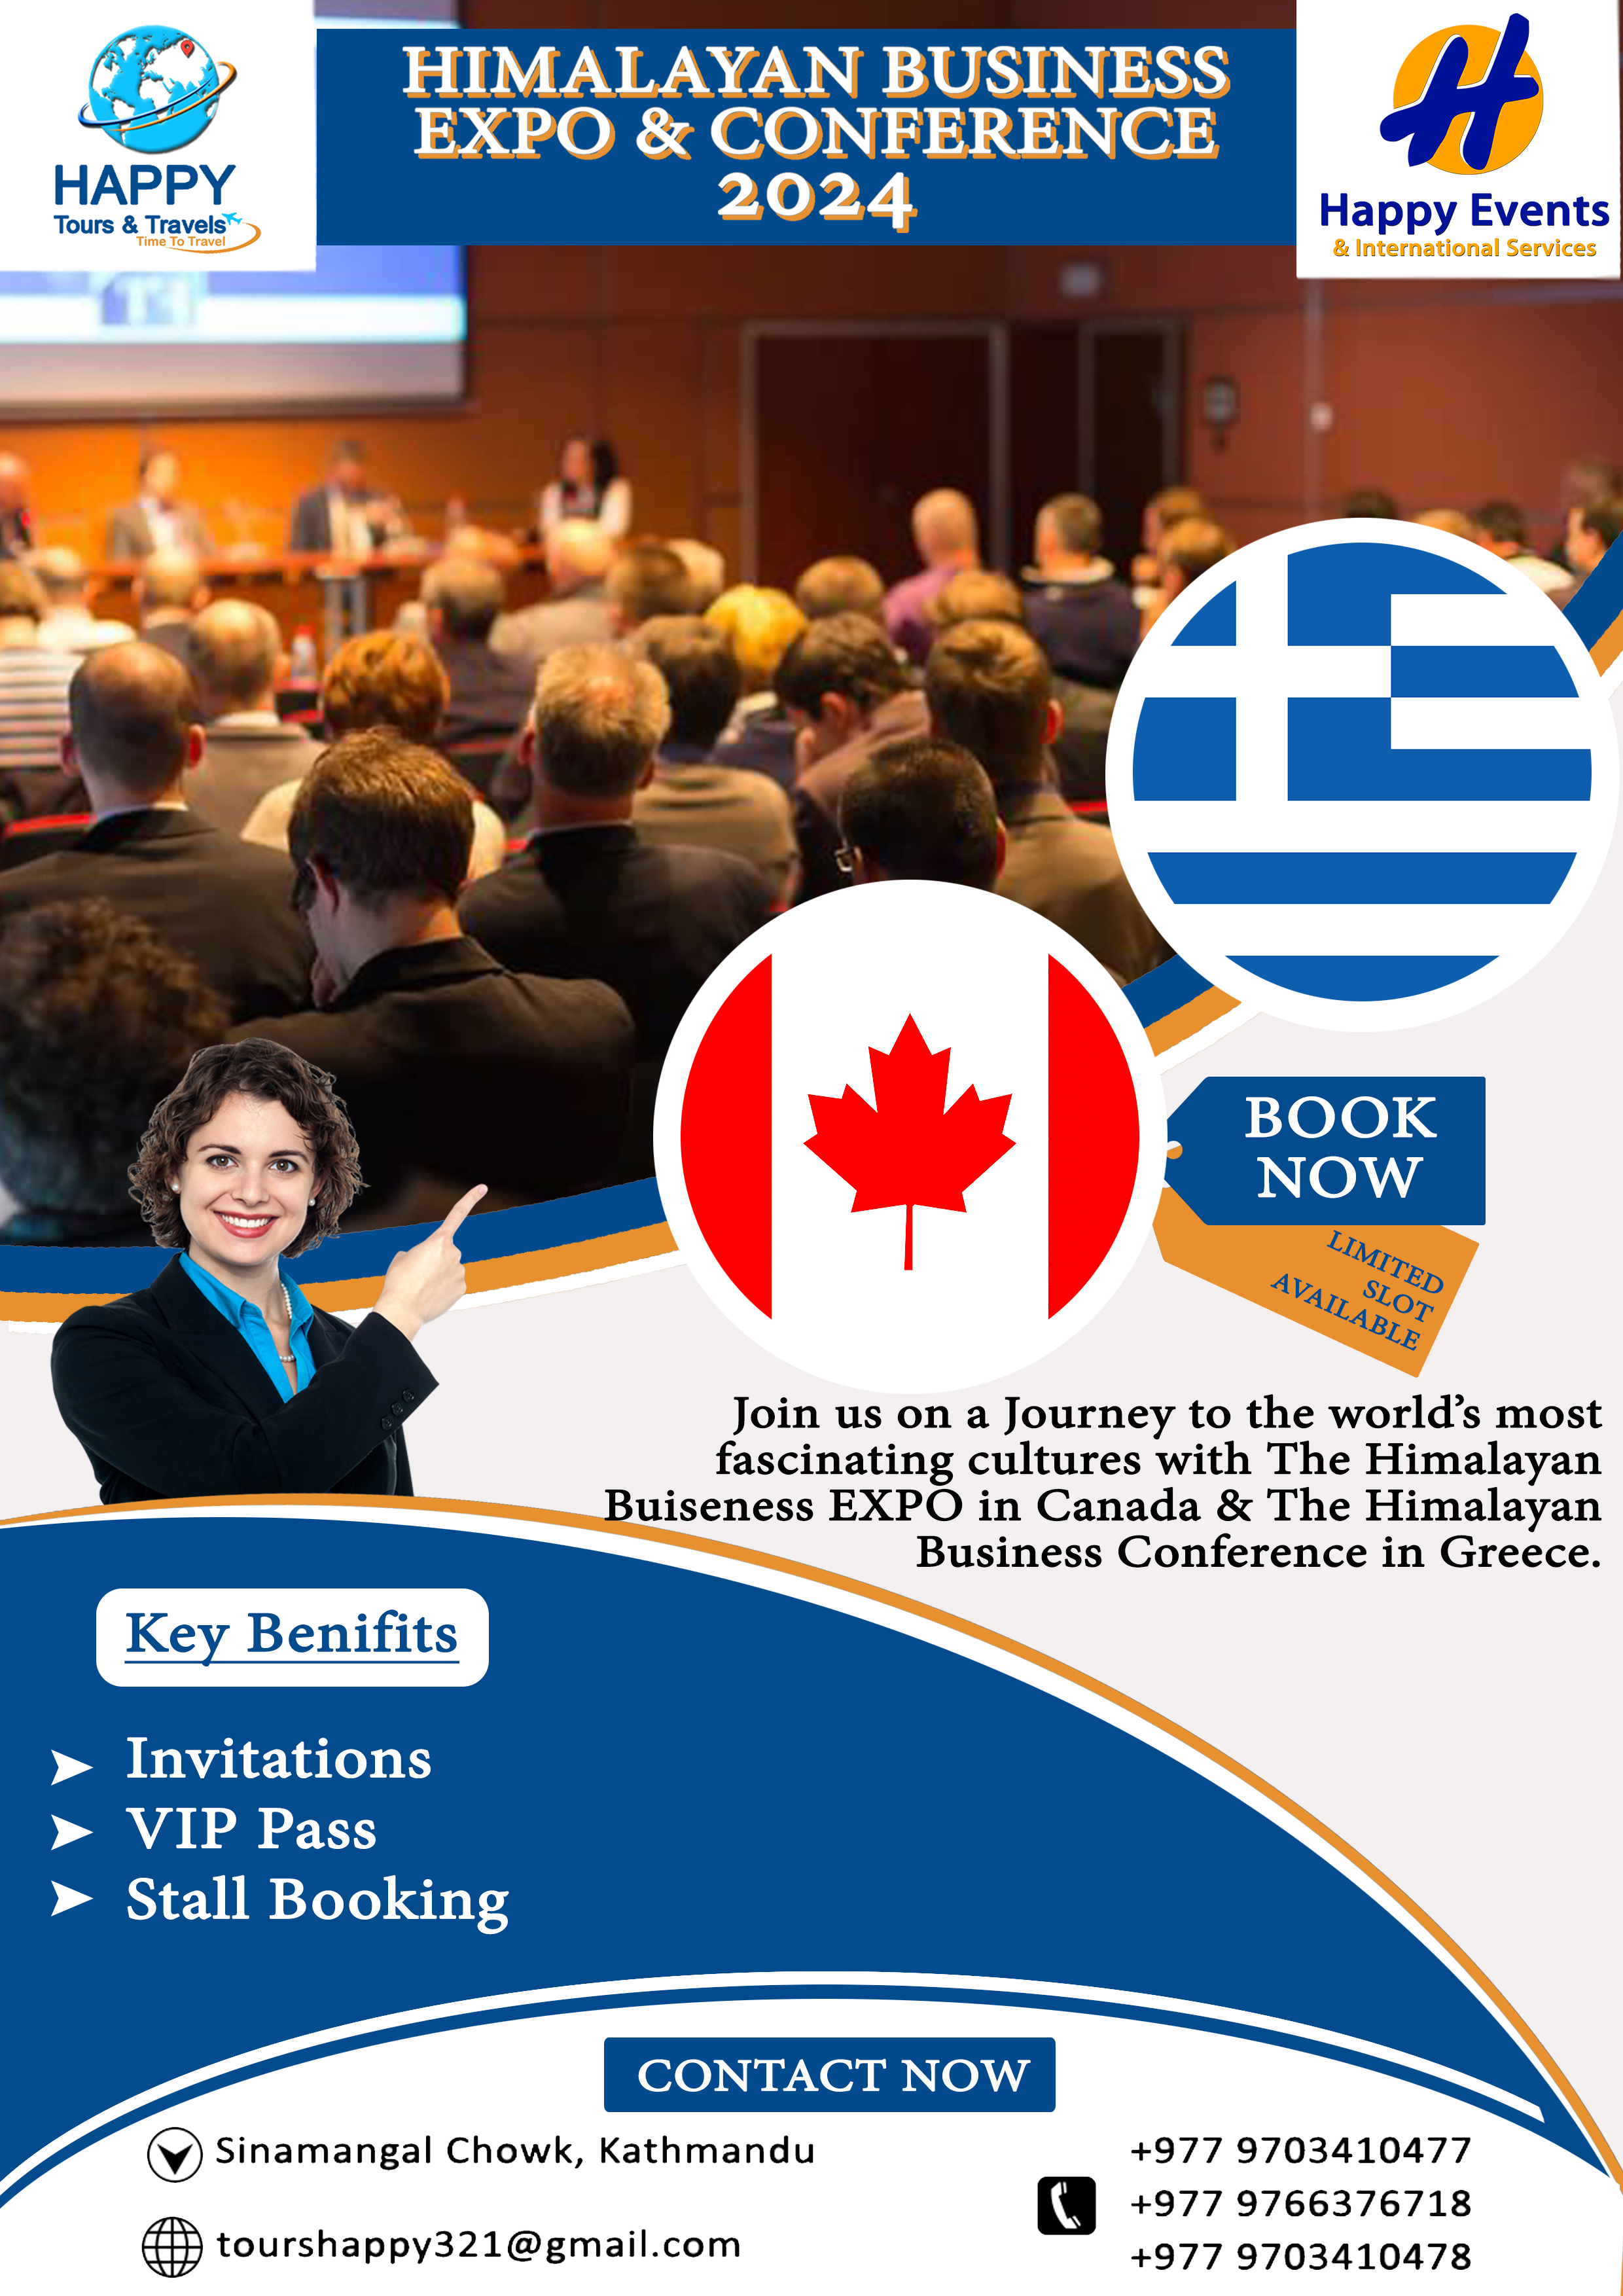 HAPPY
Tours & Travels
Time To Travel
HIMALAYAN BUSINESS
EXPO & CONFERENCE
2024
H
Happy Events
& International Services
BOOK
NOW
LIMITED
SLOT
AVAILABLE
Join us on a Journey to the world’s most
fascinating cultures with The Himalayan
Buiseness EXPO in Canada & The Himalayan
Business Conference in Greece.
Key Benifits
Invitations
VIP Pass
Stall Booking
CONTACT NOW
Sinamangal Chowk, Kathmandu
tourshappy321@gmail.com
+977 9703410477
+977 9766376718
+977 9703410478